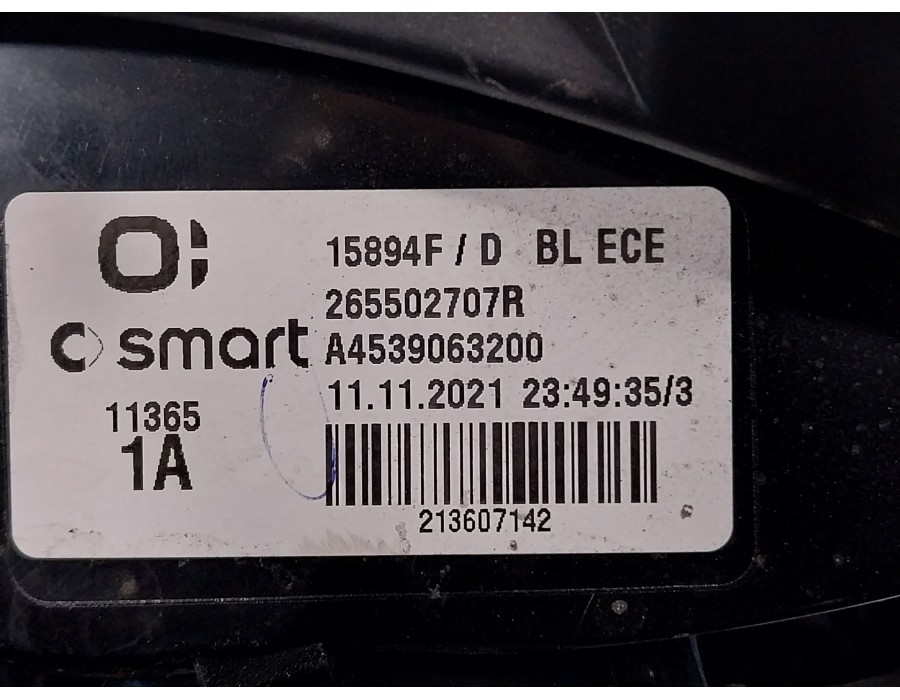 smart
11365
1A
15894F / D BL ECE
265502707R
A4539063200
11.11.2021 23:49:35/3
213607142